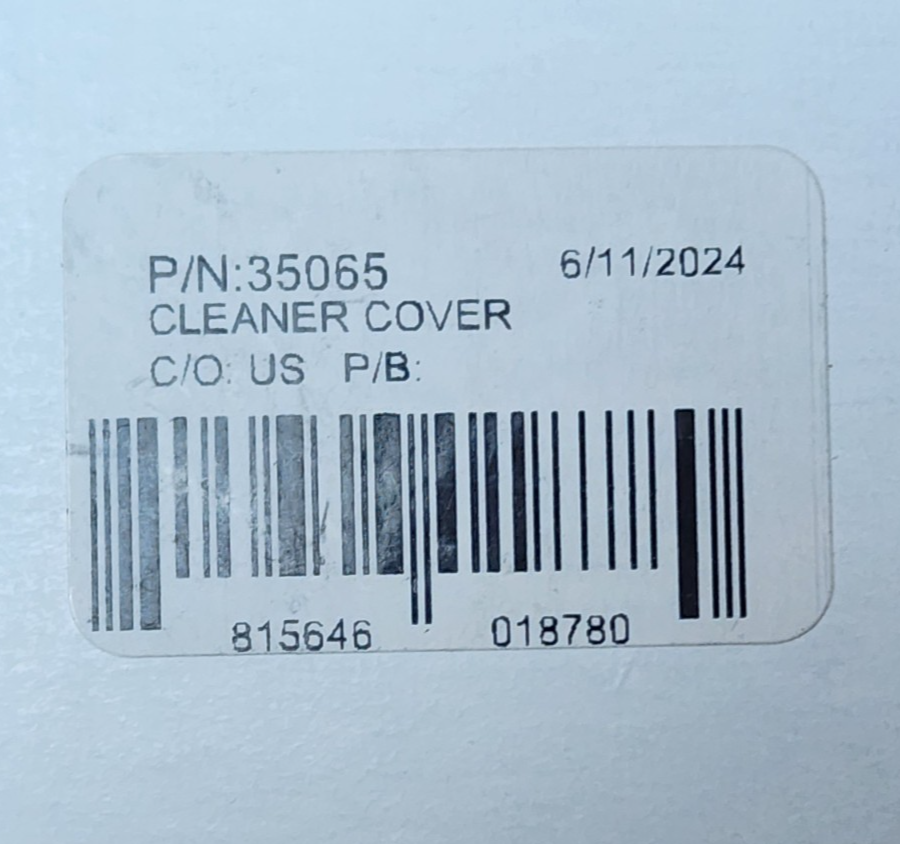 P/N:35065 6/11/2024
CLEANER COVER
C/O: US P/B:
815646 018780